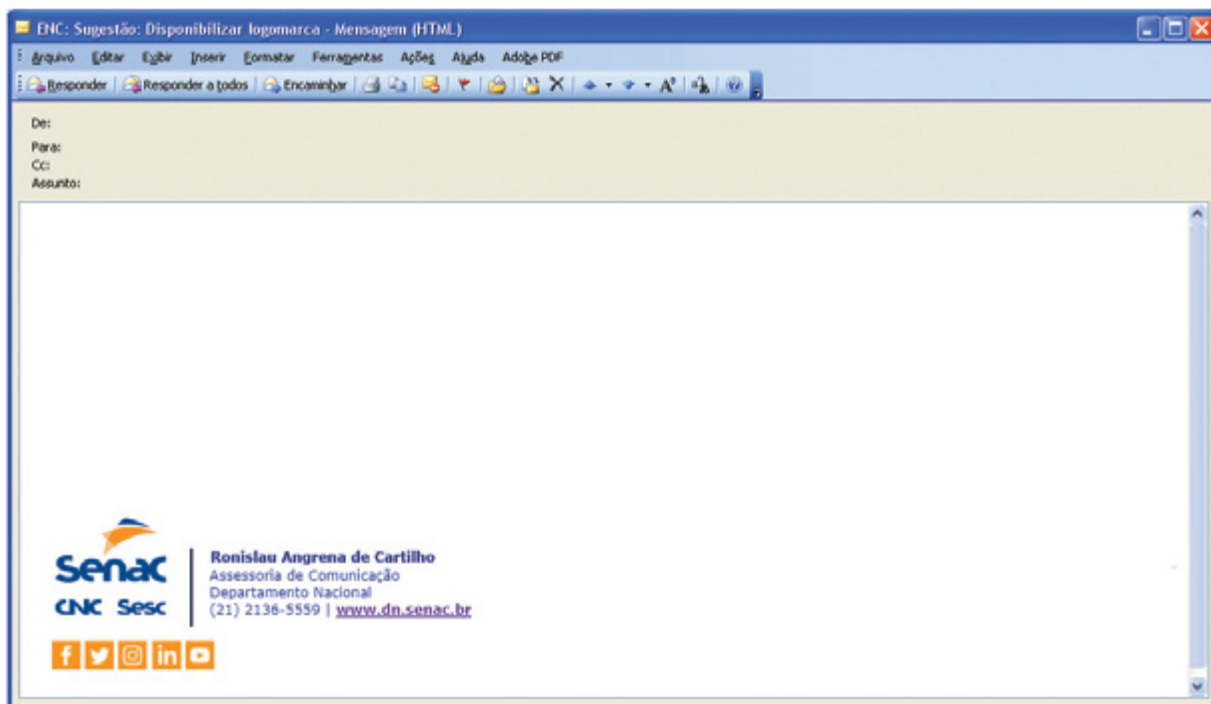 ENC: Sugestão: Disponibilizar logomarca - Mensagem (HTML)
Arquivo Editar Exibir Inserir Formatar Ferramentas Ações Ajuda Adobe PDF
Responder Responder a todos Encaminhar
De:
Para:
Cc:
Assunto:
Senac
CNC Sesc
Ronislau Angrena de Cartilho
Assessoria de Comunicação
Departamento Nacional
(21) 2136-5559 | www.dn.senac.br